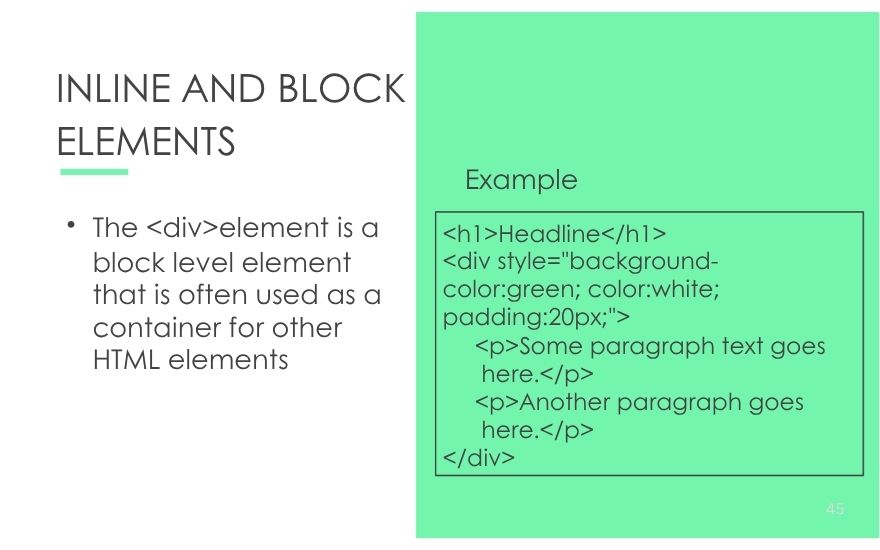 INLINE AND BLOCK
ELEMENTS
• The <div>element is a
block level element
that is often used as a
container for other
HTML elements
Example
<h1>Headline</h1>
<div style="background-
color:green; color:white;
padding:20px;">
<p>Some paragraph text goes
here.</p>
<p>Another paragraph goes
here.</p>
</div>
45